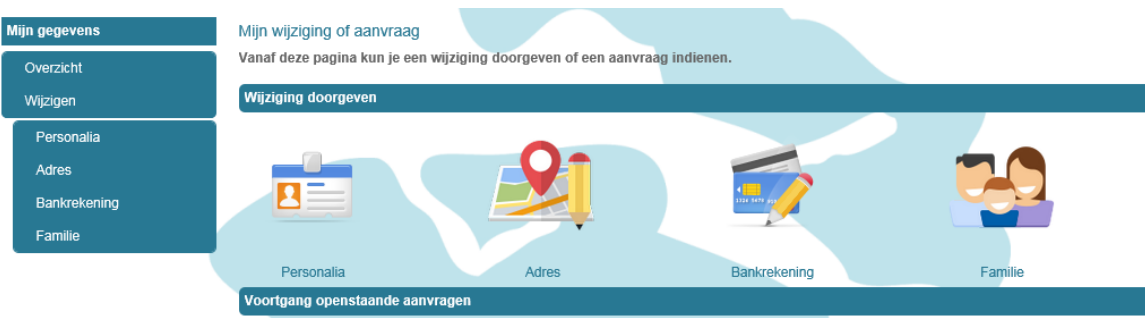 Mijn gegevens
Overzicht
Wijzigen
Personalia
Adres
Bankrekening
Familie
Mijn wijziging of aanvraag
Vanaf deze pagina kun je een wijziging doorgeven of een aanvraag indienen.
Wijziging doorgeven
Personalia
Adres
Bankrekening
Familie
Voortgang openstaande aanvragen